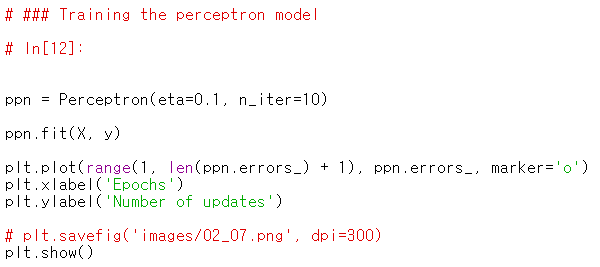 # ### Training the perceptron model
# In[12]:
ppn = Perceptron(eta=0.1, n_iter=10)
ppn.fit(X, y)
plt.plot(range(1, len(ppn.errors_) + 1), ppn.errors_, marker='o')
plt.xlabel('Epochs')
plt.ylabel('Number of updates')
# plt.savefig('images/02_07.png', dpi=300)
plt.show()